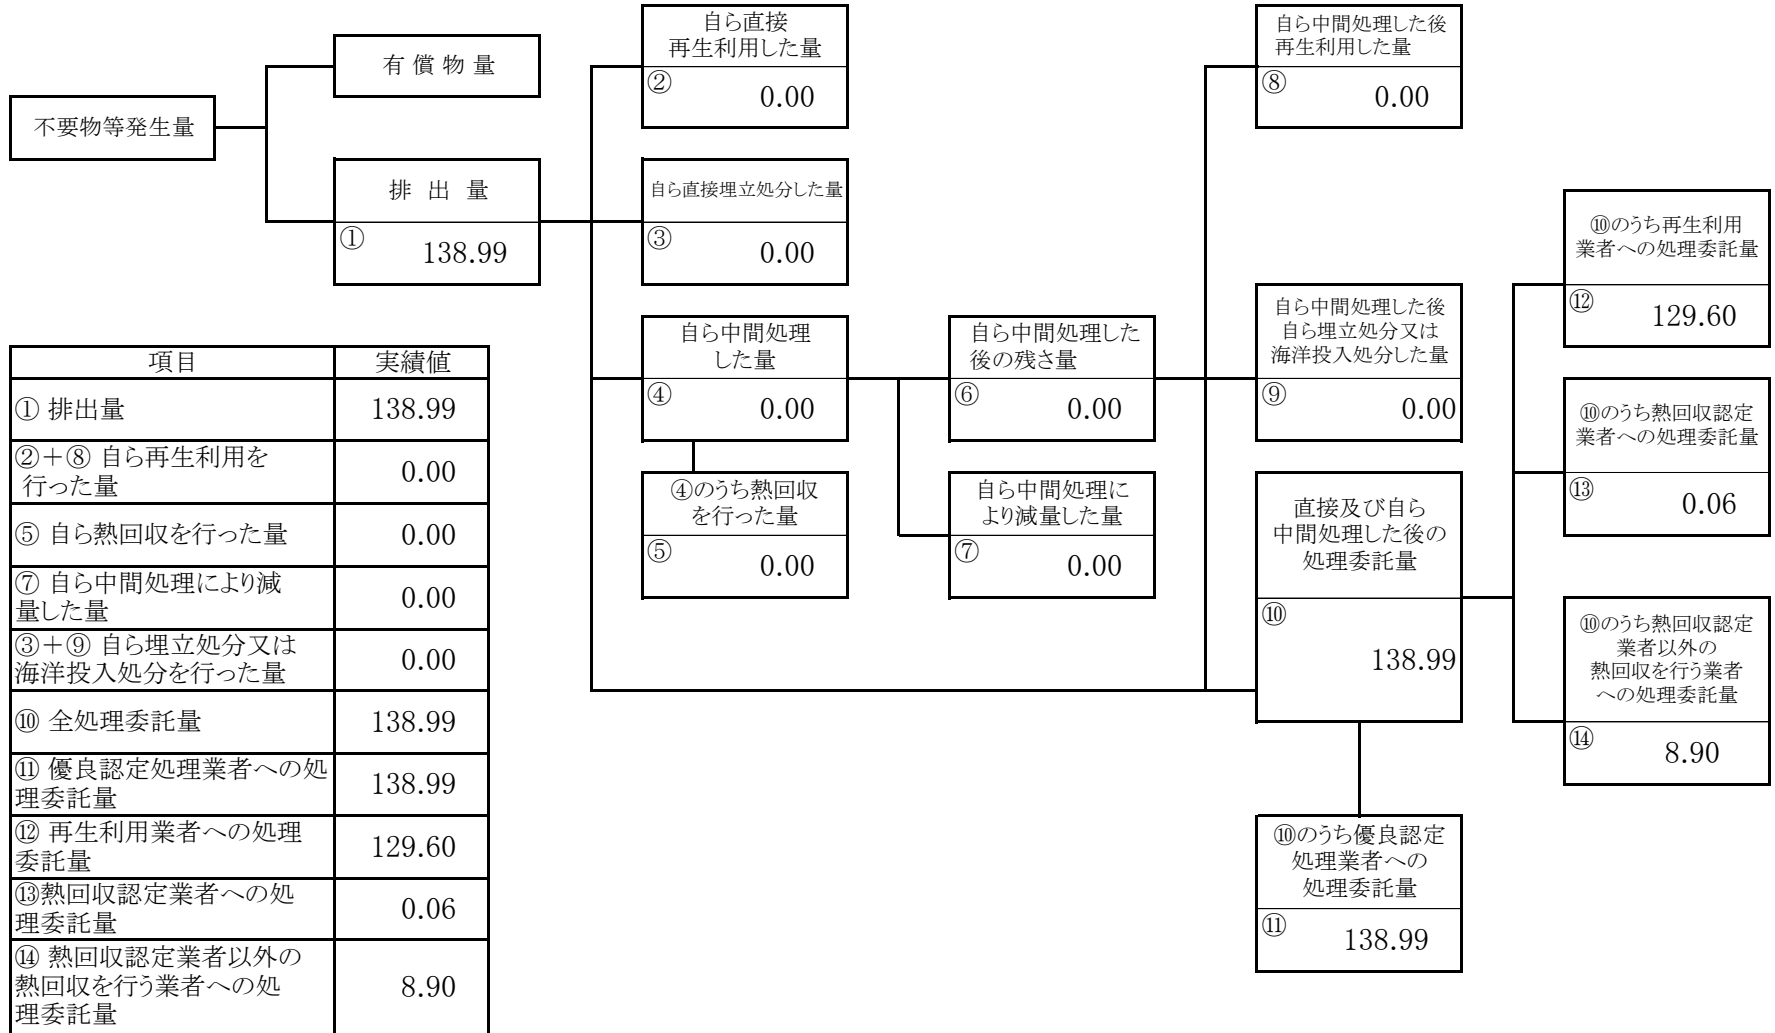 不要物等発生量
有 償 物 量
排 出 量
① 138.99
自ら直接
再生利用した量
② 0.00
自ら直接埋立処分した量
③ 0.00
自ら中間処理
した量
④ 0.00
④のうち熱回収
を行った量
⑤ 0.00
自ら中間処理した
後の残さ量
⑥ 0.00
自ら中間処理に
より減量した量
⑦ 0.00
自ら中間処理した後
再生利用した量
⑧ 0.00
自ら中間処理した後
自ら埋立処分又は
海洋投入処分した量
⑨ 0.00
直接及び自ら
中間処理した後の
処理委託量
⑩
138.99
⑩のうち優良認定
処理業者への
処理委託量
⑪ 138.99
⑩のうち再生利用
業者への処理委託量
⑫ 129.60
⑩のうち熱回収認定
業者への処理委託量
⑬ 0.06
⑩のうち熱回収認定
業者以外の
熱回収を行う業者
への処理委託量
⑭ 8.90
項目 実績値
① 排出量 138.99
②＋⑧ 自ら再生利用を
行った量 0.00
⑤ 自ら熱回収を行った量 0.00
⑦ 自ら中間処理により減
量した量 0.00
③＋⑨ 自ら埋立処分又は
海洋投入処分を行った量 0.00
⑩ 全処理委託量 138.99
⑪ 優良認定処理業者への処
理委託量 138.99
⑫ 再生利用業者への処理
委託量 129.60
⑬熱回収認定業者への処
理委託量 0.06
⑭ 熱回収認定業者以外の
熱回収を行う業者への処
理委託量 8.90